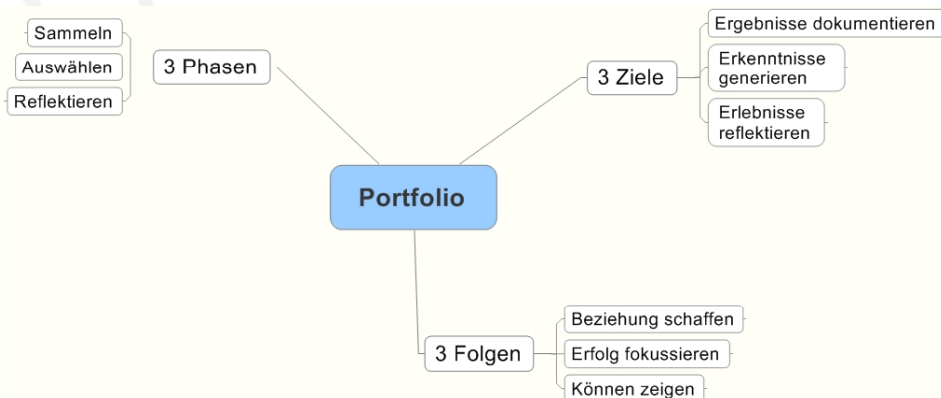 Sammeln
Auswählen
Reflektieren
3 Phasen
Portfolio
3 Ziele
Ergebnisse dokumentieren
Erkenntnisse
generieren
Erlebnisse
reflektieren
3 Folgen
Beziehung schaffen
Erfolg fokussieren
Können zeigen